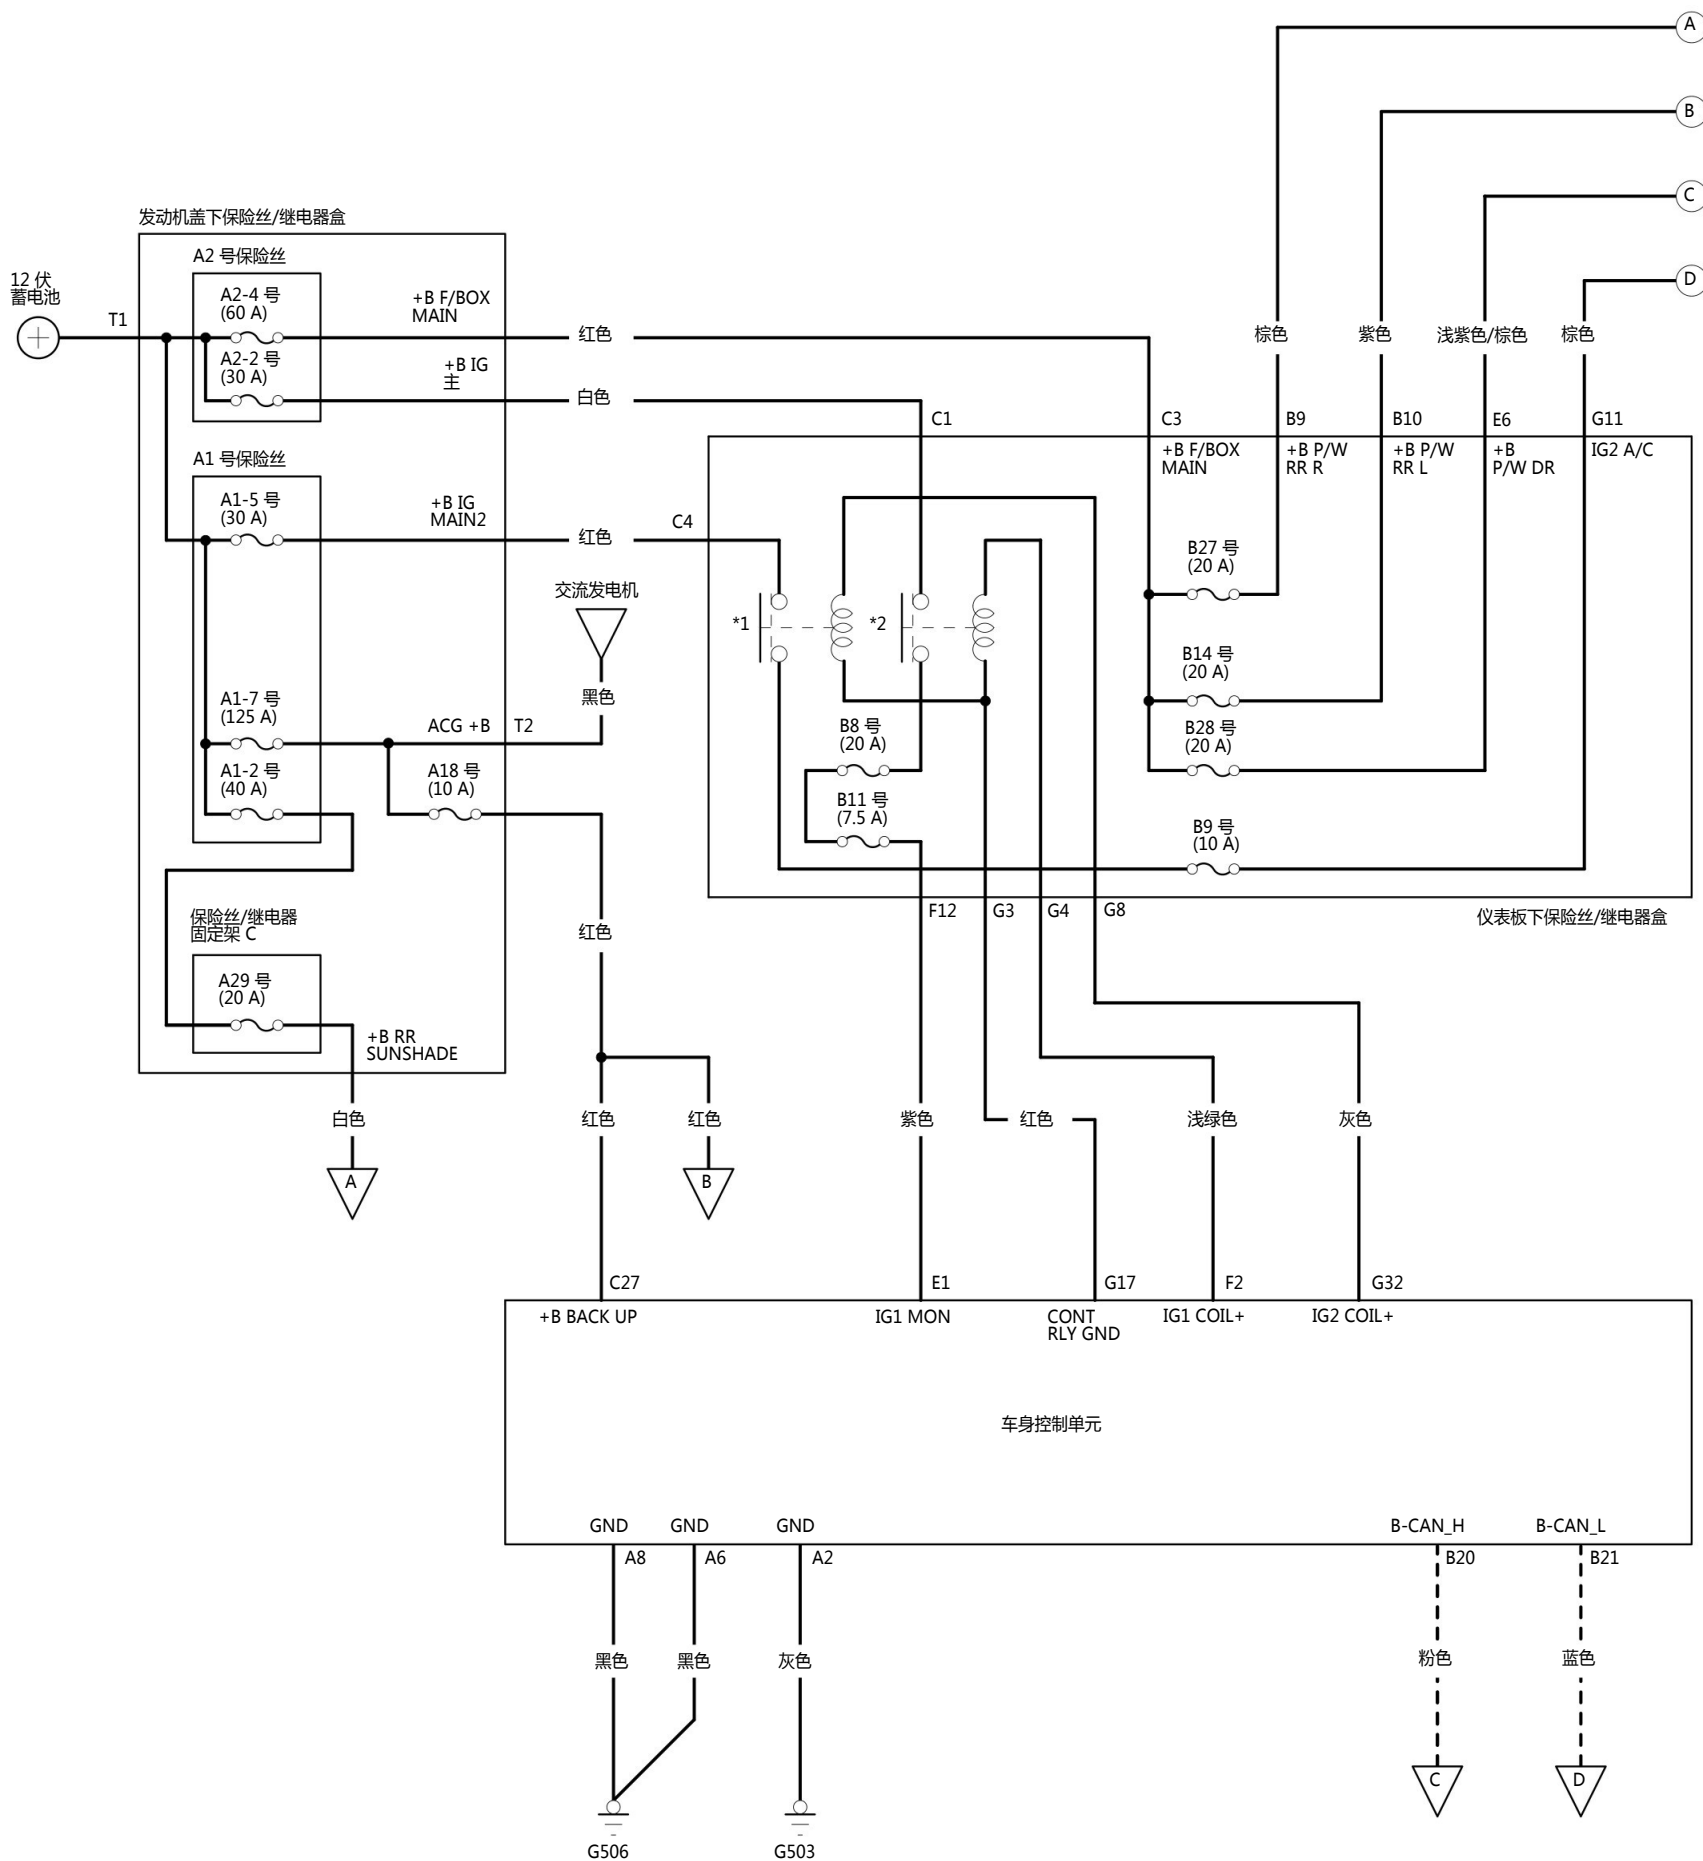 A
B
C
D
发动机盖下保险丝/继电器盒
A2 号保险丝
12 伏
蓄电池
T1
A2-4 号
(60 A)
+B F/BOX
MAIN
红色
A2-2 号
(30 A)
+B IG
主
白色
棕色
紫色
浅紫色/棕色
棕色
C1
C3
B9
B10
E6
G11
+B F/BOX
MAIN
+B P/W
RR R
+B P/W
RR L
+B
P/W DR
IG2 A/C
A1 号保险丝
A1-5 号
(30 A)
+B IG
MAIN2
红色
C4
交流发电机
黑色
*1
*2
B27 号
(20 A)
B14 号
(20 A)
B28 号
(20 A)
A1-7 号
(125 A)
ACG +B
T2
A1-2 号
(40 A)
A18 号
(10 A)
B8 号
(20 A)
B11 号
(7.5 A)
B9 号
(10 A)
F12
G3
G4
G8
仪表板下保险丝/继电器盒
保险丝/继电器
固定架 C
红色
A29 号
(20 A)
+B RR
SUNSHADE
白色
红色
红色
紫色
红色
浅绿色
灰色
A
B
C27
E1
G17
F2
G32
+B BACK UP
IG1 MON
CONT
RLY GND
IG1 COIL+
IG2 COIL+
车身控制单元
GND
GND
GND
B-CAN_H
B-CAN_L
A8
A6
A2
B20
B21
黑色
黑色
灰色
粉色
蓝色
C
D
G506
G503